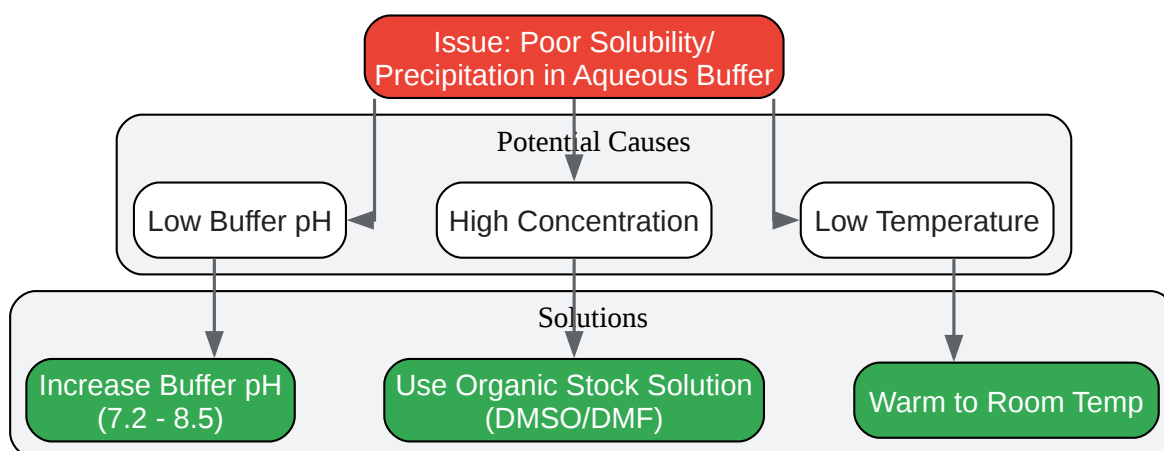 Issue: Poor Solubility/
Precipitation in Aqueous Buffer
Potential Causes
Low Buffer pH
High Concentration
Low Temperature
Solutions
Increase Buffer pH
(7.2 - 8.5)
Use Organic Stock Solution
(DMSO/DMF)
Warm to Room Temp